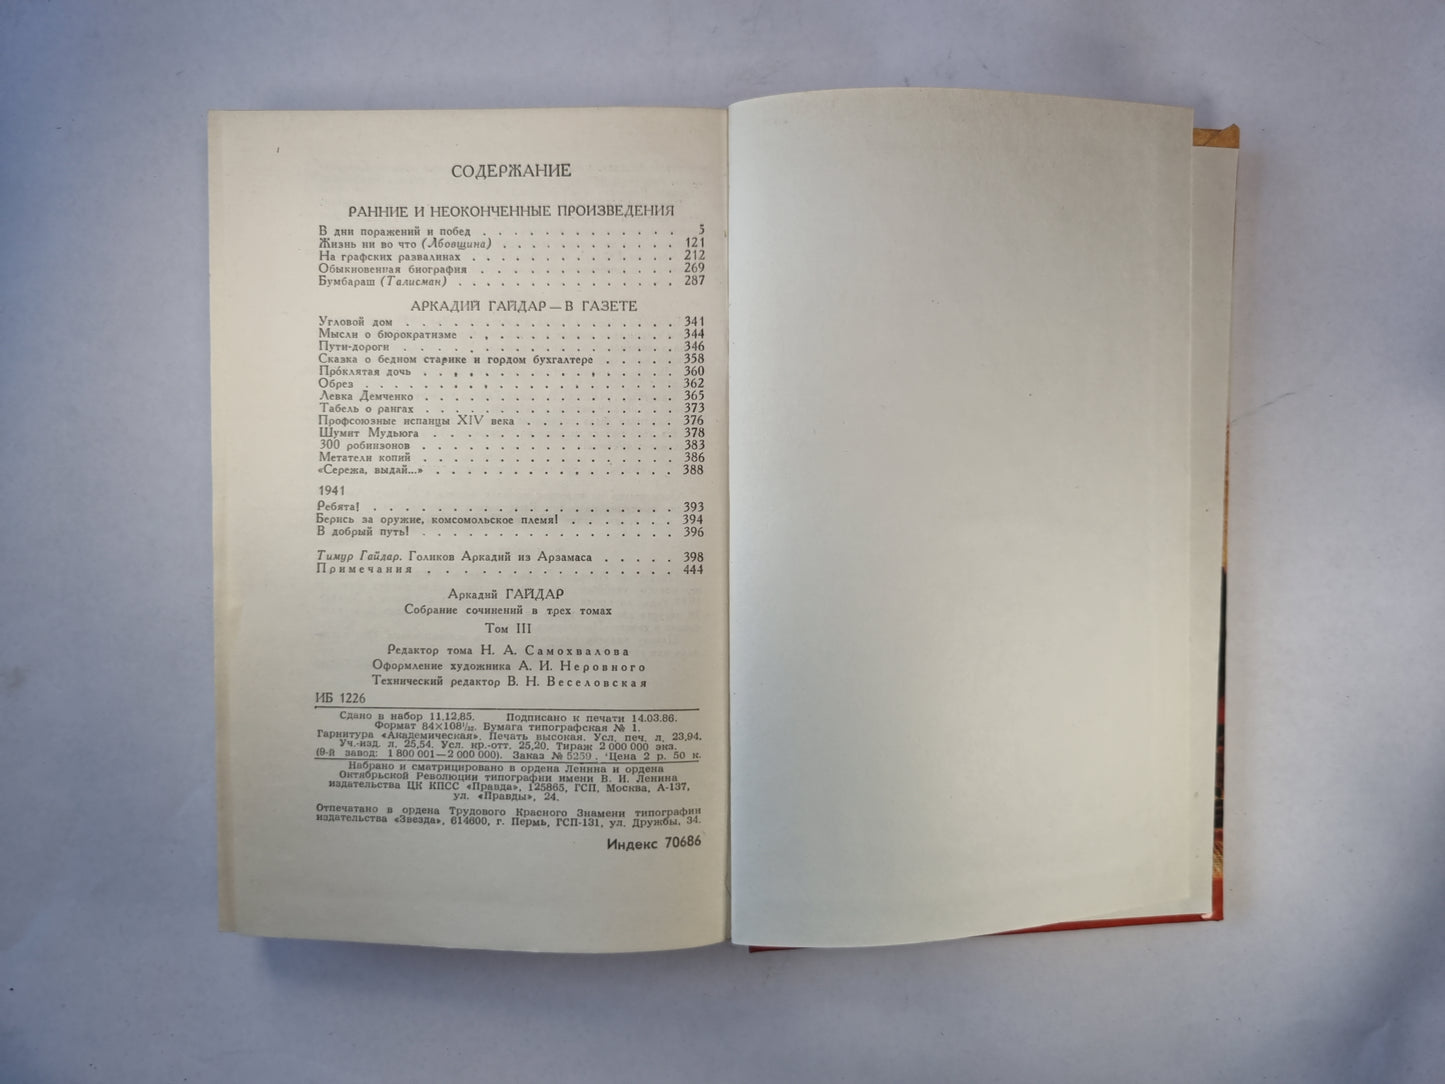 СОДЕРЖАНИЕ
РАННИЕ И НЕОКОНЧЕННЫЕ ПРОИЗВЕДЕНИЯ
В дни поражений и побед . . . . . . . . . . . . . 5
Жизнь ни во что (Лбовщина) . . . . . . . . . . . . 121
На графских развалинах . . . . . . . . . . . . . . 212
Обыкновенная биография . . . . . . . . . . . . . 269
Бумбараш (Талисман) . . . . . . . . . . . . . . 287
АРКАДИЙ ГАЙДАР — В ГАЗЕТЕ
Угловой дом . . . . . . . . . . . . . . . . . 341
Мысли о бюрократизме . . . . . . . . . . . . . . 344
Пути-дороги . . . . . . . . . . . . . . . . . 346
Сказка о бедном старике и гордом бухгалтере . . . . . 358
Проклятая дочь . . . . . . . . . . . . . . . . 360
Обрез . . . . . . . . . . . . . . . . . . . . 362
Левка Демченко . . . . . . . . . . . . . . . . 365
Табель о рангах . . . . . . . . . . . . . . . . 373
Профсоюзные испанцы XIV века . . . . . . . . . . 376
Шумит Мудьюга . . . . . . . . . . . . . . . . 378
300 робинзонов . . . . . . . . . . . . . . . . 383
Метатели копий . . . . . . . . . . . . . . . . 386
«Сережа, выдай...» . . . . . . . . . . . . . . . 388
1941
Ребята! . . . . . . . . . . . . . . . . . . . . 393
Берись за оружие, комсомольское племя! . . . . . . . 394
В добрый путь! . . . . . . . . . . . . . . . . 396
Тимур Гайдар. Голиков Аркадий из Арзамаса . . . . . 398
Примечания . . . . . . . . . . . . . . . . . 444
Аркадий ГАЙДАР
Собрание сочинений в трех томах
Том III
Редактор тома Н. А. Самохвалова
Оформление художника А. И. Неровного
Технический редактор В. Н. Веселовская
ИБ 1226
Сдано в набор 11.12.85. Подписано к печати 14.03.86.
Формат 84×108¹/₃₂. Бумага типографская № 1.
Гарнитура «Академическая». Печать высокая. Усл. печ. л. 23,94.
Уч.-изд. л. 25,54. Усл. кр.-отт. 25,20. Тираж 2 000 000 экз.
(9-й завод: 1 800 001—2 000 000). Заказ № 5259. Цена 2 р. 50 к.
Набрано и сматрицировано в ордена Ленина и ордена
Октябрьской Революции типографии имени В. И. Ленина
издательства ЦК КПСС «Правда», 125865, ГСП, Москва, А-137,
ул. «Правды», 24.
Отпечатано в ордена Трудового Красного Знамени типографии
издательства «Звезда», 614600, г. Пермь, ГСП-131, ул. Дружбы, 34.
Индекс 70686